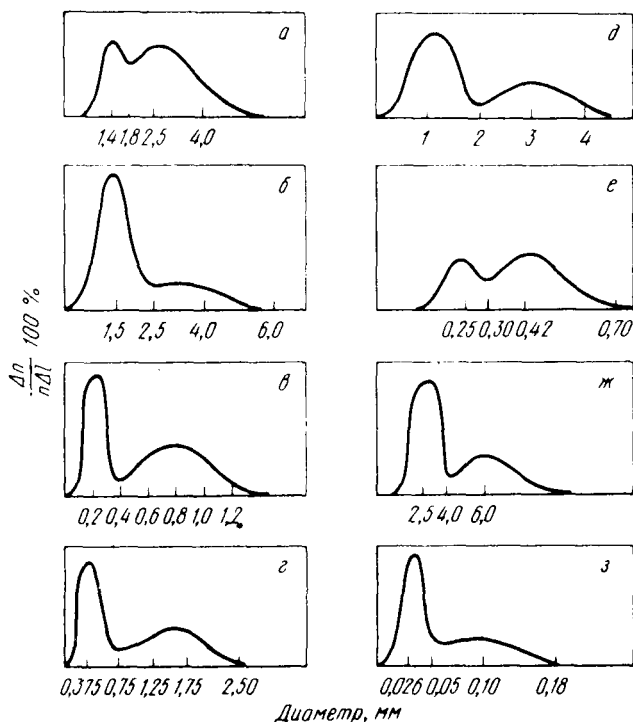 а
1,4 1,8 2,5 4,0
д
1 2 3 4
б
1,5 2,5 4,0 6,0
е
0,25 0,30 0,42 0,70
Δn
nΔl
100 %
в
0,2 0,4 0,6 0,8 1,0 1,2
ж
2,5 4,0 6,0
г
0,375 0,75 1,25 1,75 2,50
з
0,026 0,05 0,10 0,18
Диаметр, мм